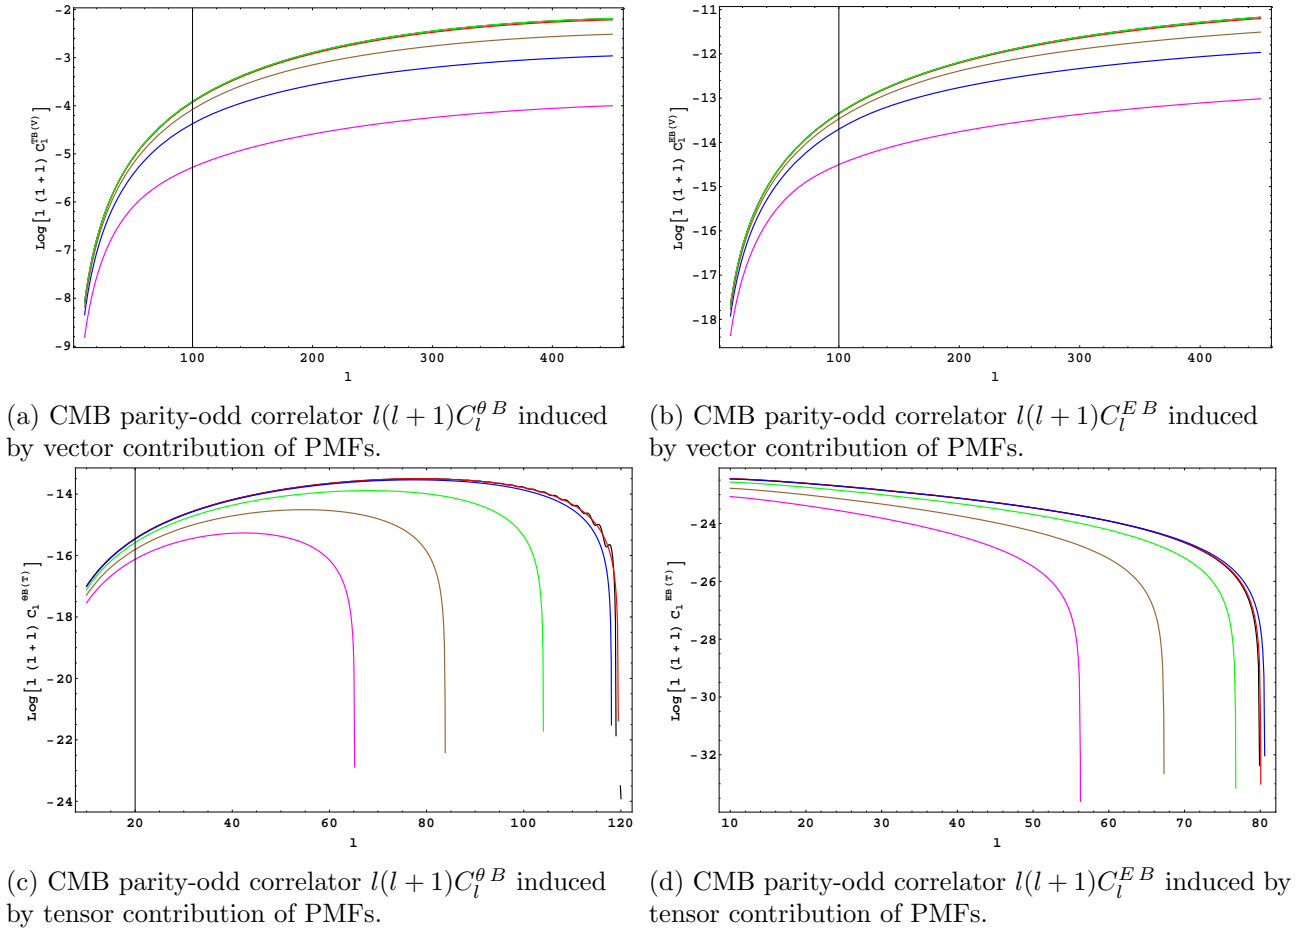 -2
-3
-4
-5
-6
-7
-8
-9
Log[l (1+l) C_l^{TB(V)}]
100 200 300 400
l
-11
-12
-13
-14
-15
-16
-17
-18
Log[l (1+l) C_l^{EB(V)}]
100 200 300 400
l
(a) CMB parity-odd correlator l(l + 1)C_l^{θ B} induced
by vector contribution of PMFs.
(b) CMB parity-odd correlator l(l + 1)C_l^{E B} induced
by vector contribution of PMFs.
-14
-16
-18
-20
-22
-24
Log[l (1+l) C_l^{ΘB(T)}]
20 40 60 80 100 120
l
-24
-26
-28
-30
-32
Log[l (1+l) C_l^{EB(T)}]
10 20 30 40 50 60 70 80
l
(c) CMB parity-odd correlator l(l + 1)C_l^{θ B} induced
by tensor contribution of PMFs.
(d) CMB parity-odd correlator l(l + 1)C_l^{E B} induced by
tensor contribution of PMFs.